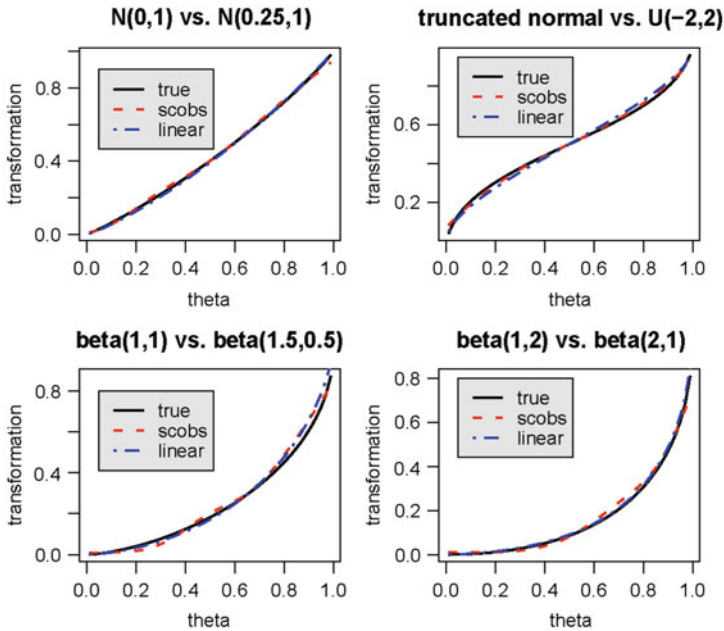 N(0,1) vs. N(0.25,1)
transformation
0.8
0.4
0.0
true
scobs
linear
0.0 0.2 0.4 0.6 0.8 1.0
theta
truncated normal vs. U(−2,2)
transformation
0.6
0.2
true
scobs
linear
0.0 0.2 0.4 0.6 0.8 1.0
theta
beta(1,1) vs. beta(1.5,0.5)
transformation
0.8
0.4
0.0
true
scobs
linear
0.0 0.2 0.4 0.6 0.8 1.0
theta
beta(1,2) vs. beta(2,1)
transformation
0.8
0.6
0.4
0.2
0.0
true
scobs
linear
0.0 0.2 0.4 0.6 0.8 1.0
theta